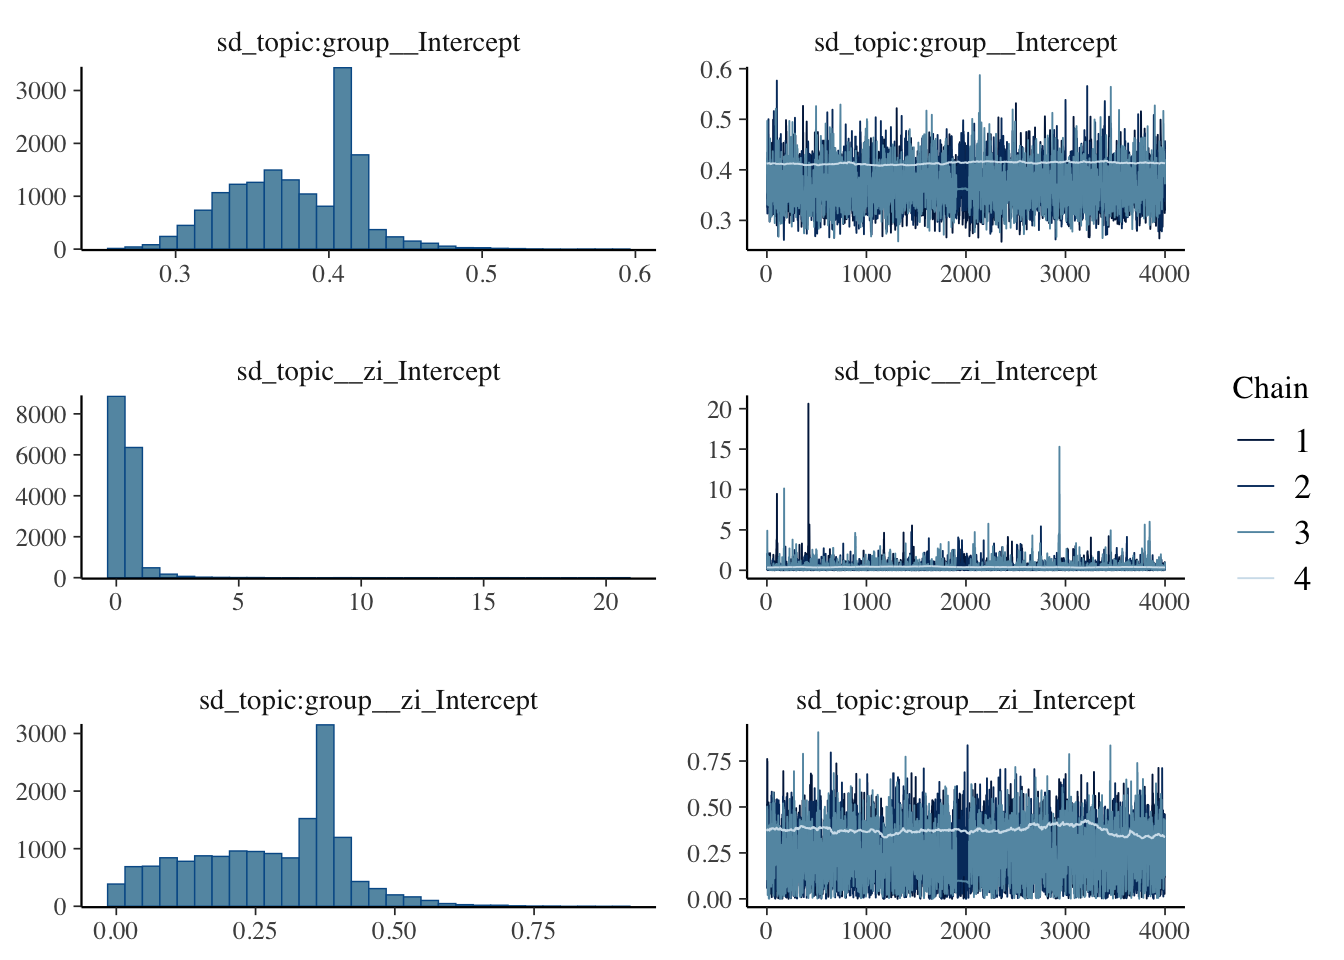 sd_topic:group__Intercept
3000
2000
1000
0
0.3 0.4 0.5 0.6
sd_topic:group__Intercept
0.6
0.5
0.4
0.3
0 1000 2000 3000 4000
sd_topic__zi_Intercept
8000
6000
4000
2000
0
0 5 10 15 20
sd_topic__zi_Intercept
20
15
10
5
0
0 1000 2000 3000 4000
sd_topic:group__zi_Intercept
3000
2000
1000
0
0.00 0.25 0.50 0.75
sd_topic:group__zi_Intercept
0.75
0.50
0.25
0.00
0 1000 2000 3000 4000
Chain
1
2
3
4